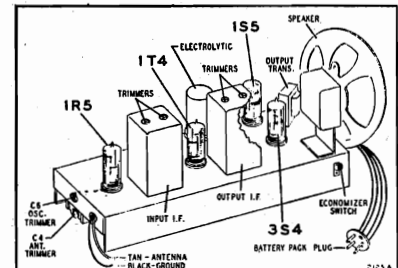 SPEAKER
1S5
ELECTROLYTIC
1T4
TRIMMERS
OUTPUT
TRANS.
TRIMMERS
1R5
C6
OSC.
TRIMMER
C4
ANT.
TRIMMER
INPUT I.F.
OUTPUT I.F.
3S4
ECONOMIZER
SWITCH
BATTERY PACK PLUG
TAN - ANTENNA
BLACK-GROUND